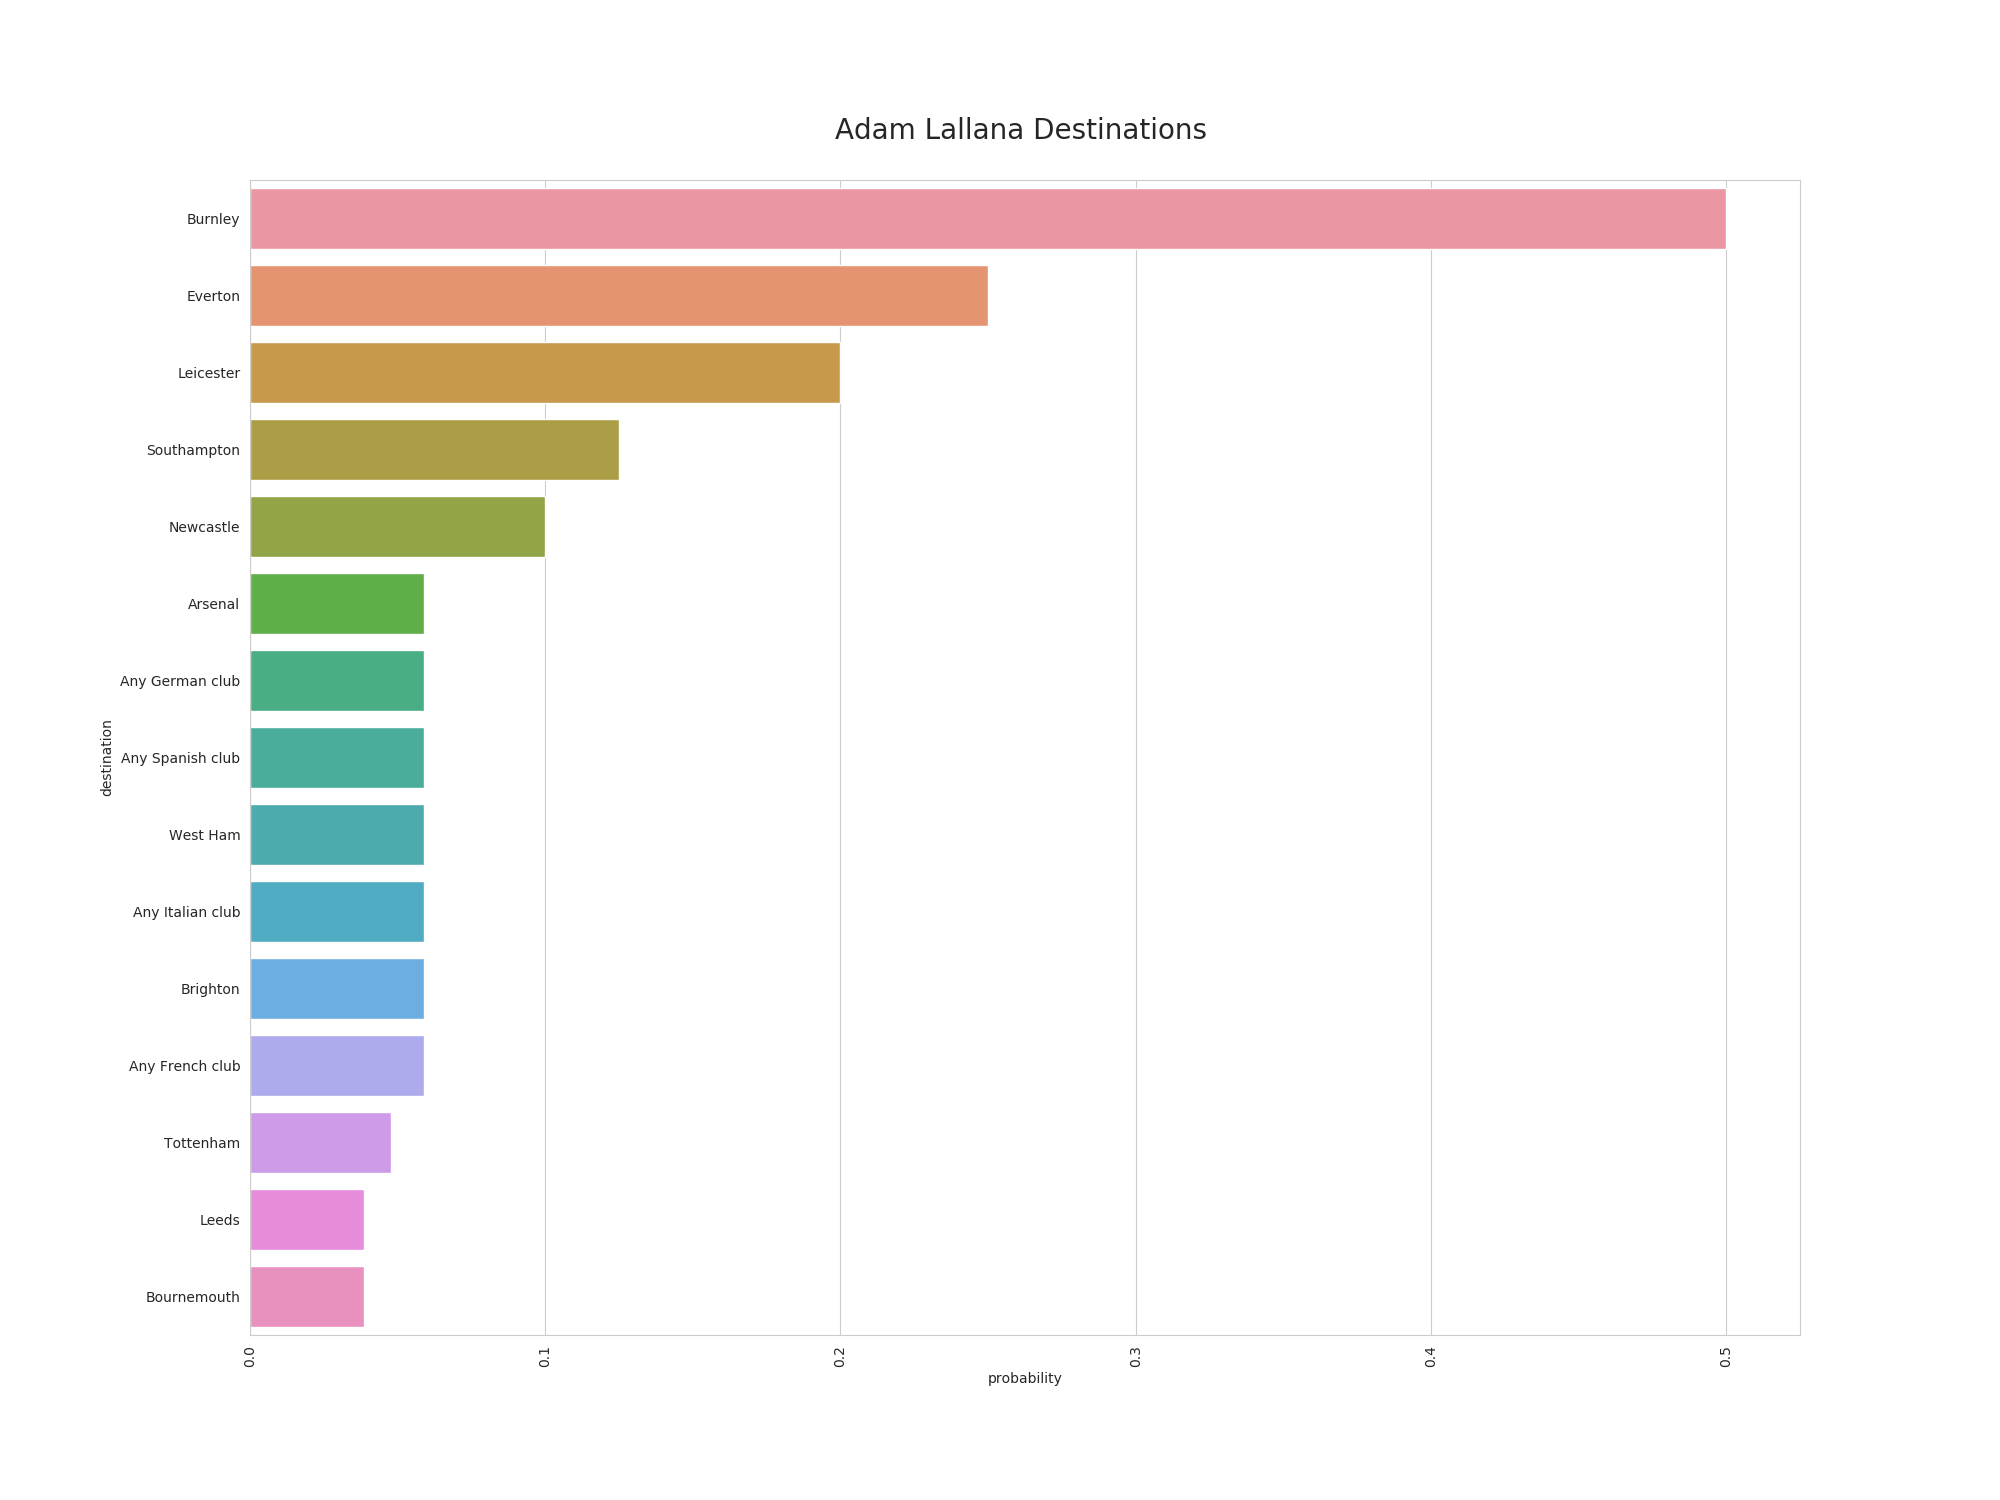 Adam Lallana Destinations
Burnley
Everton
Leicester
Southampton
Newcastle
Arsenal
Any German club
destination
Any Spanish club
West Ham
Any Italian club
Brighton
Any French club
Tottenham
Leeds
Bournemouth
0.0 0.1 0.2 0.3 0.4 0.5
probability